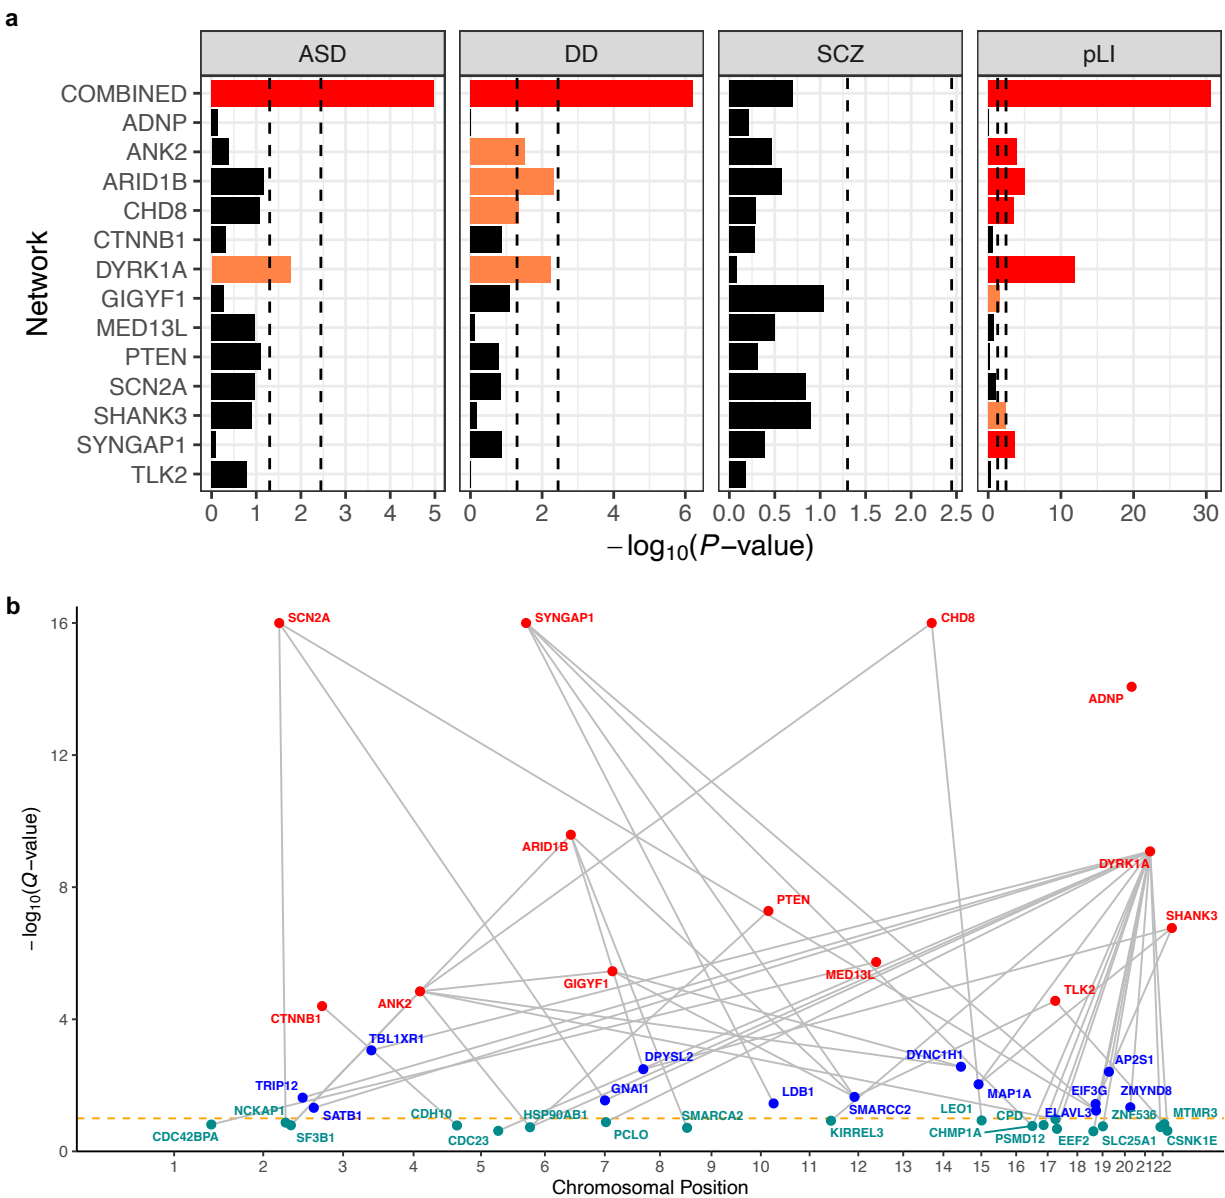 a
ASD DD SCZ pLI
COMBINED
ADNP
ANK2
ARID1B
CHD8
CTNNB1
DYRK1A
GIGYF1
MED13L
PTEN
SCN2A
SHANK3
SYNGAP1
TLK2
Network
0 1 2 3 4 5 0 2 4 6 0.0 0.5 1.0 1.5 2.0 2.5 0 10 20 30
−log10(P−value)
b
16
12
8
4
0
−log10(Q−value)
SCN2A
SYNGAP1
CHD8
ADNP
ARID1B
DYRK1A
PTEN
SHANK3
MED13L
GIGYF1
ANK2
TLK2
CTNNB1
TBL1XR1
DPYSL2
DYNC1H1
AP2S1
TRIP12
GNAI1
LDB1
MAP1A
EIF3G
ZMYND8
NCKAP1
SATB1
CDH10
HSP90AB1
SMARCA2
SMARCC2
LEO1
CPD
ELAVL3
ZNF536
MTMR3
CDC42BPA
SF3B1
CDC23
PCLO
KIRREL3
CHMP1A
PSMD12
EEF2
SLC25A1
CSNK1E
1 2 3 4 5 6 7 8 9 10 11 12 13 14 15 16 17 18 19 20 21 22
Chromosomal Position